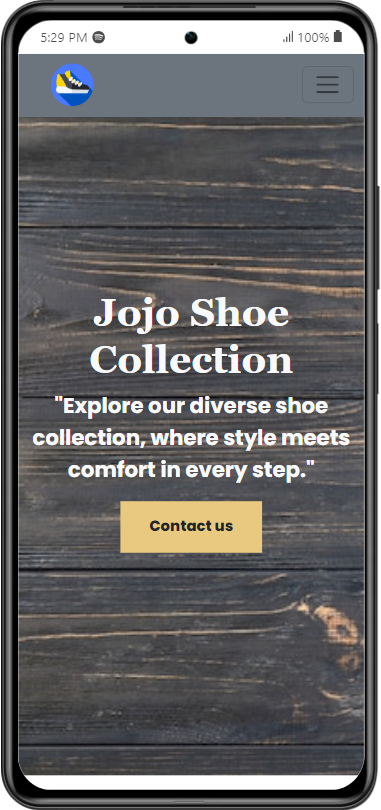 5:29 PM
100%
Jojo Shoe
Collection
"Explore our diverse shoe
collection, where style meets
comfort in every step."
Contact us